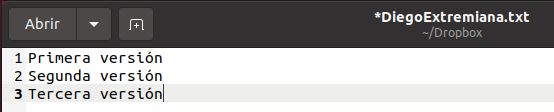 Abrir
*DiegoExtremiana.txt
~/Dropbox
1 Primera versión
2 Segunda versión
3 Tercera versión